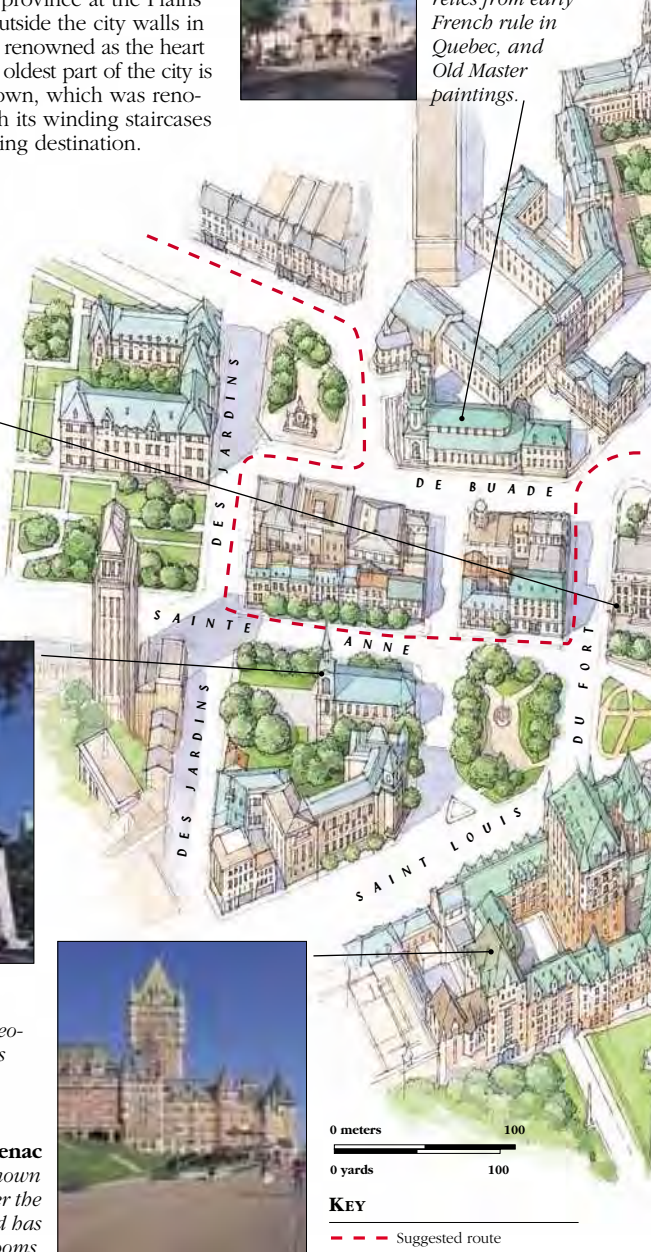 province at the Plains
utside the city walls in
renowned as the heart
oldest part of the city is
own, which was reno-
h its winding staircases
ing destination.
relics from early
French rule in
Quebec, and
Old Master
paintings.
DES JARDINS
DE BUADE
SAINTE ANNE
DU FORT
DES JARDINS
SAINT LOUIS
eo-
s
enac
nown
er the
d has
ooms.
0 meters 100
0 yards 100
KEY
Suggested route